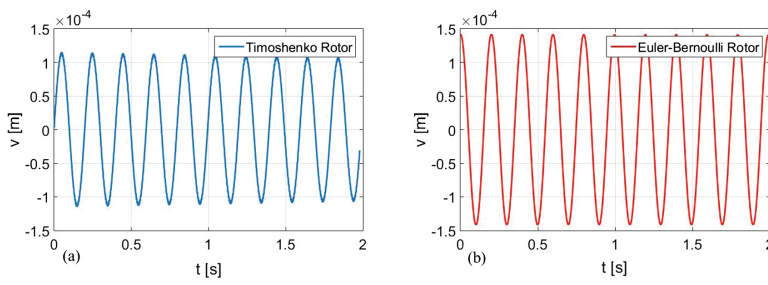 ×10⁻⁴
1.5
1
0.5
0
-0.5
-1
-1.5
v [m]
Timoshenko Rotor
0 0.5 1 1.5 2
t [s]
(a)
×10⁻⁴
1.5
1
0.5
0
-0.5
-1
-1.5
v [m]
Euler-Bernoulli Rotor
0 0.5 1 1.5 2
t [s]
(b)